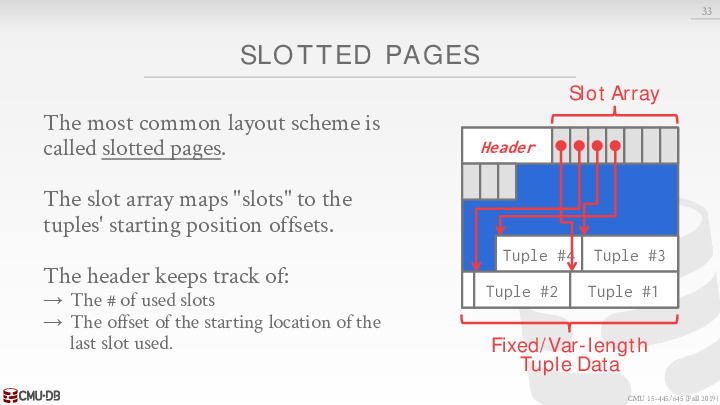 33
SLOTTED PAGES
The most common layout scheme is
called slotted pages.
The slot array maps "slots" to the
tuples' starting position offsets.
The header keeps track of:
→ The # of used slots
→ The offset of the starting location of the
last slot used.
Slot Array
Header
Tuple #4
Tuple #3
Tuple #2
Tuple #1
Fixed/Var-length
Tuple Data
CMU·DB
CMU 15-445/645 (Fall 2019)